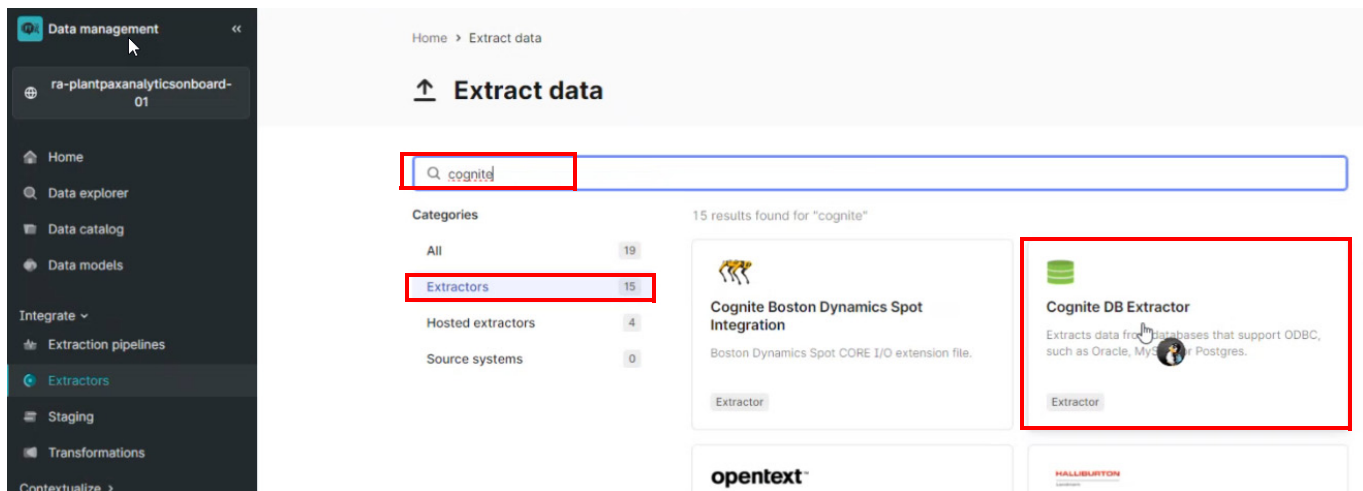 Data management
«
ra-plantpaxanalyticsonboard-
01
Home
Data explorer
Data catalog
Data models
Integrate
Extraction pipelines
Extractors
Staging
Transformations
Contextualize >
Home > Extract data
Extract data
cognite
Categories
All 19
Extractors 15
Hosted extractors 4
Source systems 0
15 results found for "cognite"
Cognite Boston Dynamics Spot
Integration
Boston Dynamics Spot CORE I/O extension file.
Extractor
Cognite DB Extractor
Extracts data databases that support ODBC,
such as Oracle, Postgres.
Extractor
opentext™
HALLIBURTON